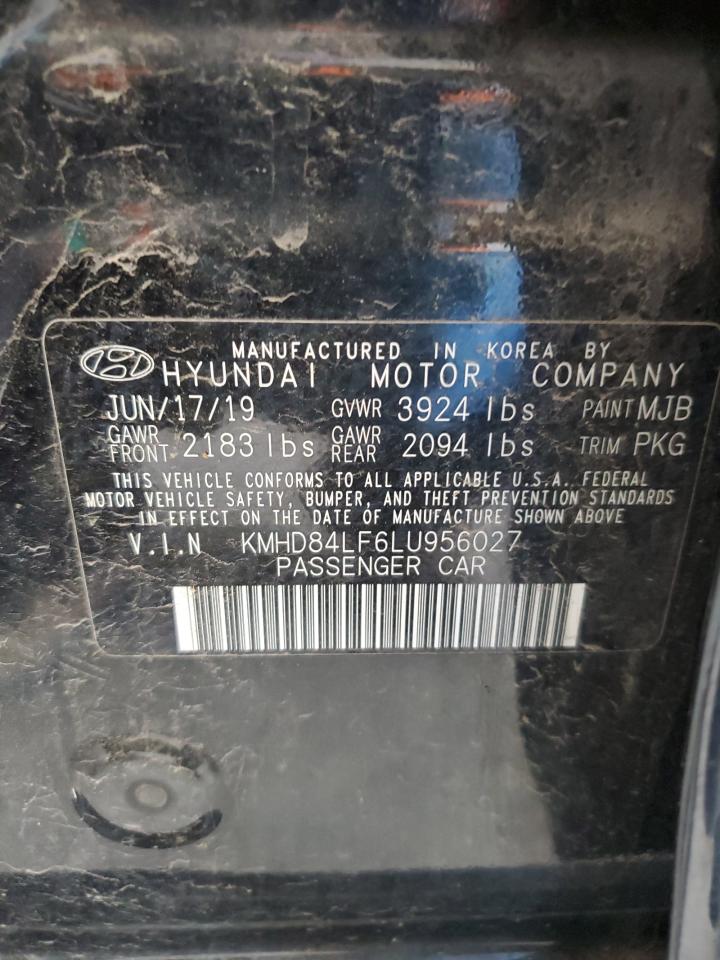 MANUFACTURED IN KOREA BY
HYUNDAI MOTOR COMPANY
JUN/17/19 GVWR 3924 lbs PAINT MJB
GAWR FRONT 2183 lbs GAWR REAR 2094 lbs TRIM PKG
THIS VEHICLE CONFORMS TO ALL APPLICABLE U.S.A. FEDERAL
MOTOR VEHICLE SAFETY, BUMPER, AND THEFT PREVENTION STANDARDS
IN EFFECT ON THE DATE OF MANUFACTURE SHOWN ABOVE
V.I.N KMHD84LF6LU956027
PASSENGER CAR